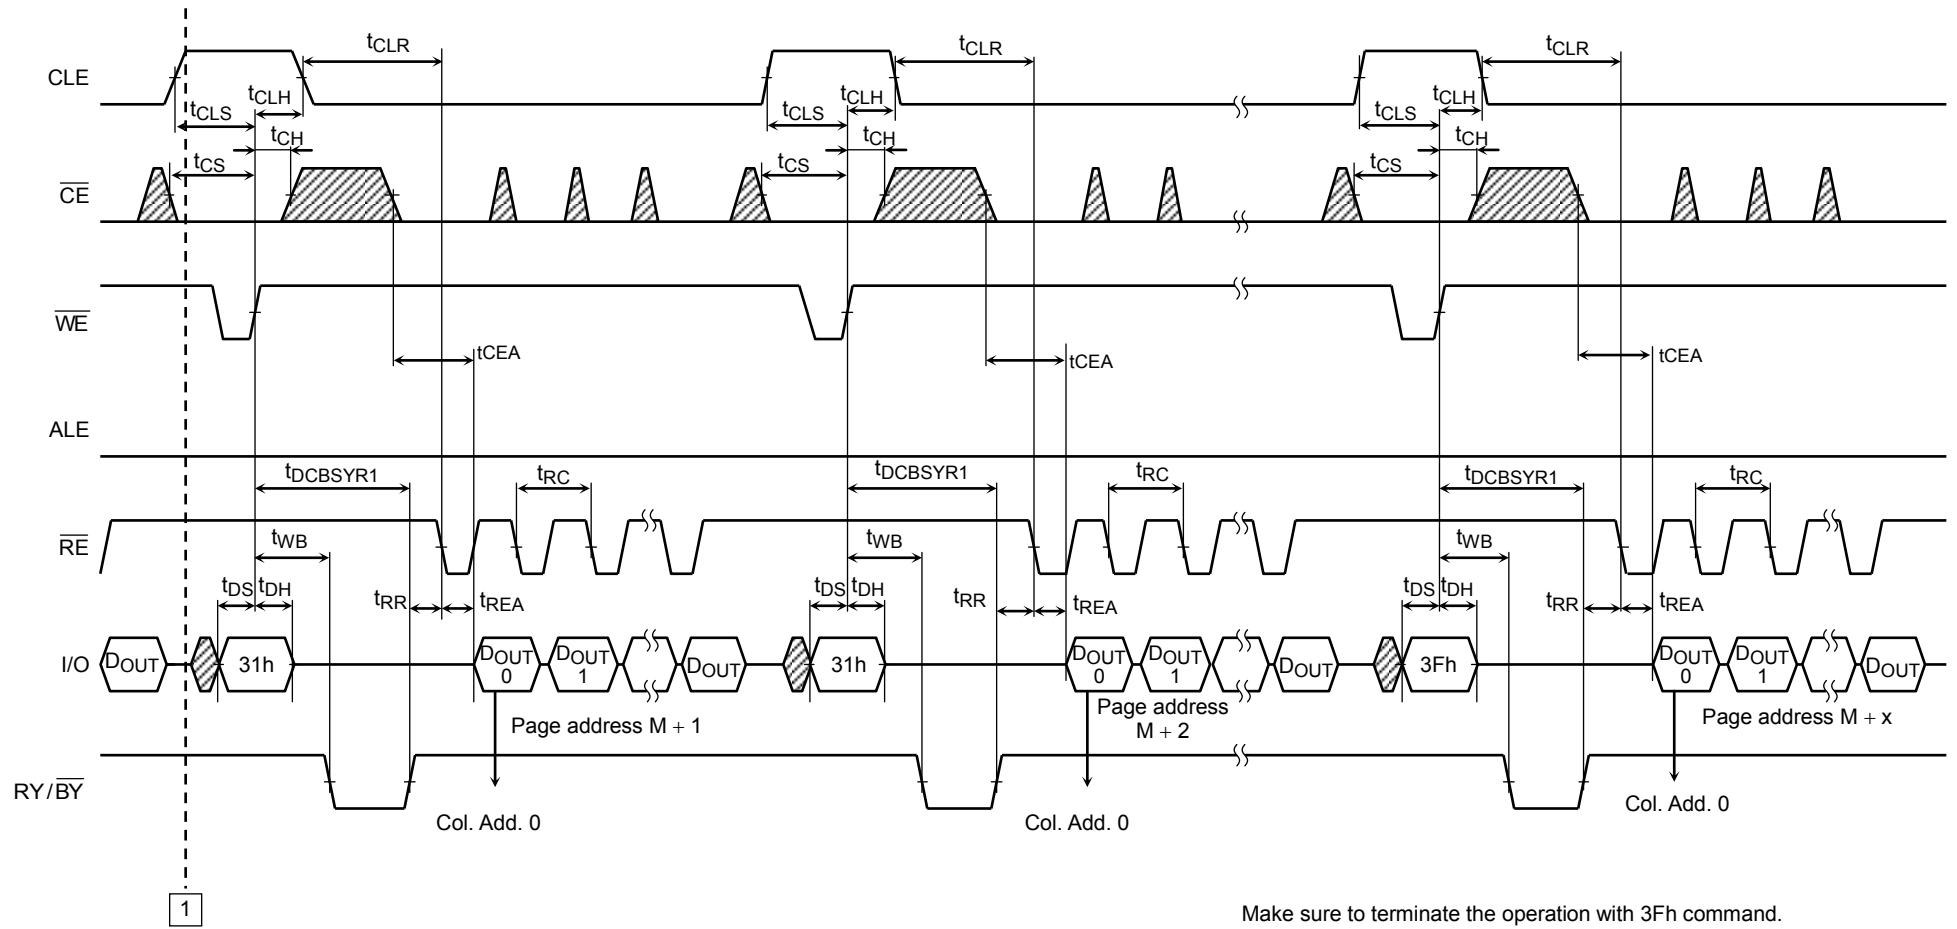 tCLR tCLR tCLR
CLE
tCLH tCLH tCLH
tCLS tCLS tCLS
tCH tCH tCH
tCS tCS tCS
CE
WE
tCEA tCEA tCEA
ALE
tDCBSYR1 tRC tDCBSYR1 tRC tDCBSYR1 tRC
RE
tWB tWB tWB
tDS tDH tDS tDH tDS tDH
tRR tREA tRR tREA tRR tREA
I/O DOUT 31h DOUT 0 DOUT 1 DOUT 31h DOUT 0 DOUT 1 DOUT 3Fh DOUT 0 DOUT 1 DOUT
Page address M + 1
Page address
M + 2
Page address M + x
RY/BY
Col. Add. 0 Col. Add. 0 Col. Add. 0
1
Make sure to terminate the operation with 3Fh command.